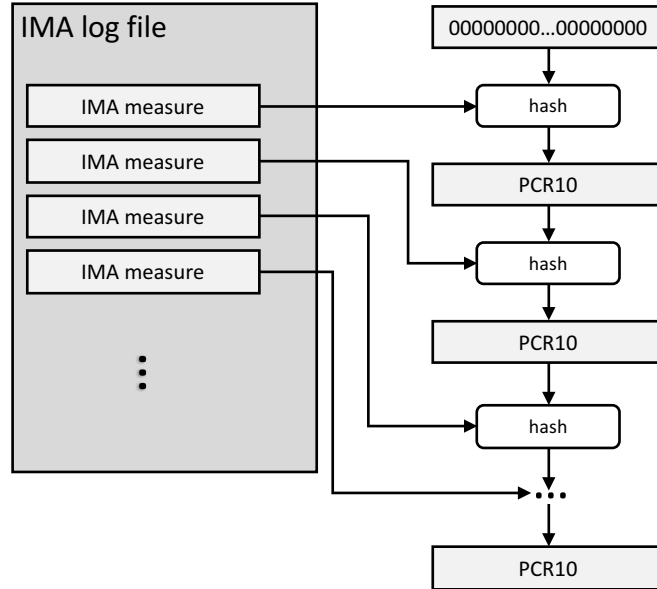 IMA log file
IMA measure
IMA measure
IMA measure
IMA measure
00000000...00000000
hash
PCR10
hash
PCR10
hash
PCR10